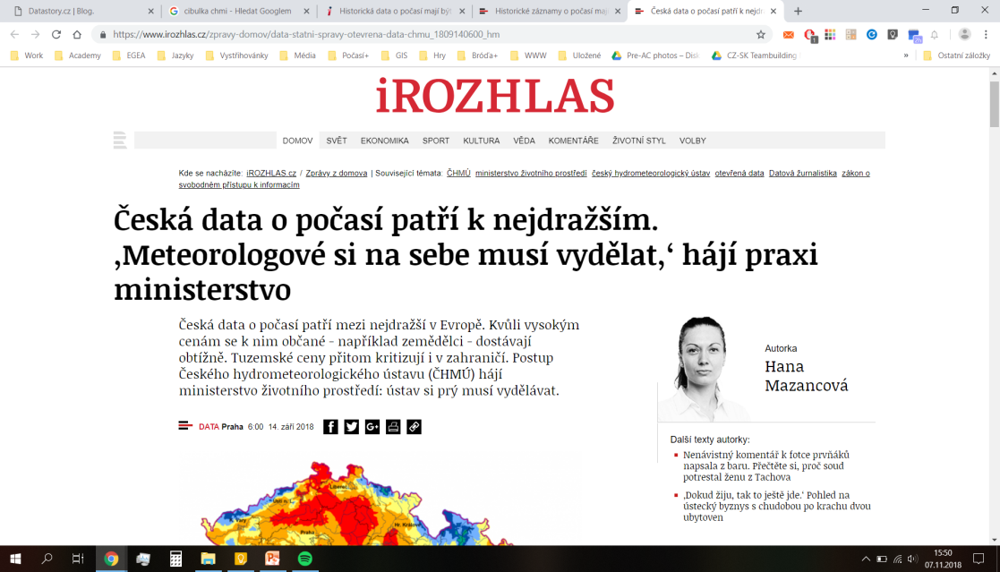 Datastory.cz | Blog.
cibulka chmi - Hledat Googlem
Historická data o počasí mají být
Historické záznamy o počasí maj
Česká data o počasí patří k nejdr
https://www.irozhlas.cz/zpravy-domov/data-statni-spravy-otevrena-data-chmu_1809140600_hm
Work Academy EGEA Jazyky Vystřihovánky Média Počasí+ GIS Hry Bróďa+ WWW Uložené Pre-AC photos – Disk CZ-SK Teambuilding » Ostatní záložky
iROZHLAS
DOMOV SVĚT EKONOMIKA SPORT KULTURA VĚDA KOMENTÁŘE ŽIVOTNÍ STYL VOLBY
Kde se nacházíte: iROZHLAS.cz / Zprávy z domova | Související témata: ČHMÚ ministerstvo životního prostředí český hydrometeorologický ústav otevřená data Datová žurnalistika zákon o
svobodném přístupu k informacím
Česká data o počasí patří k nejdražším.
‚Meteorologové si na sebe musí vydělat,‘ hájí praxi
ministerstvo
Česká data o počasí patří mezi nejdražší v Evropě. Kvůli vysokým
cenám se k nim občané - například zemědělci - dostávají
obtížně. Tuzemské ceny přitom kritizují i v zahraničí. Postup
Českého hydrometeorologického ústavu (ČHMÚ) hájí
ministerstvo životního prostředí: ústav si prý musí vydělávat.
DATA Praha 6:00 14. září 2018
Autorka
Hana
Mazancová
Další texty autorky:
Nenávistný komentář k fotce prvňáků
napsala z baru. Přečtěte si, proč soud
potrestal ženu z Tachova
‚Dokud žiju, tak to ještě jde.‘ Pohled na
ústecký byznys s chudobou po krachu dvou
ubytoven
Liberec
K. Vary
Hr. Králové
Praha
15:50
07.11.2018